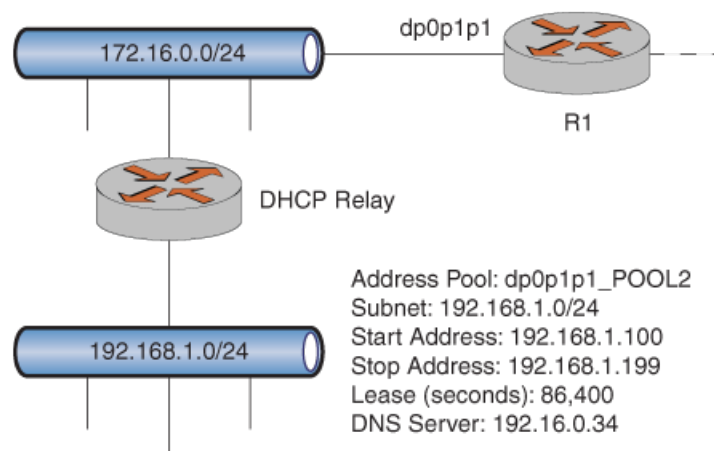 dp0p1p1
172.16.0.0/24
R1
DHCP Relay
Address Pool: dp0p1p1_POOL2
Subnet: 192.168.1.0/24
Start Address: 192.168.1.100
Stop Address: 192.168.1.199
Lease (seconds): 86,400
DNS Server: 192.16.0.34
192.168.1.0/24